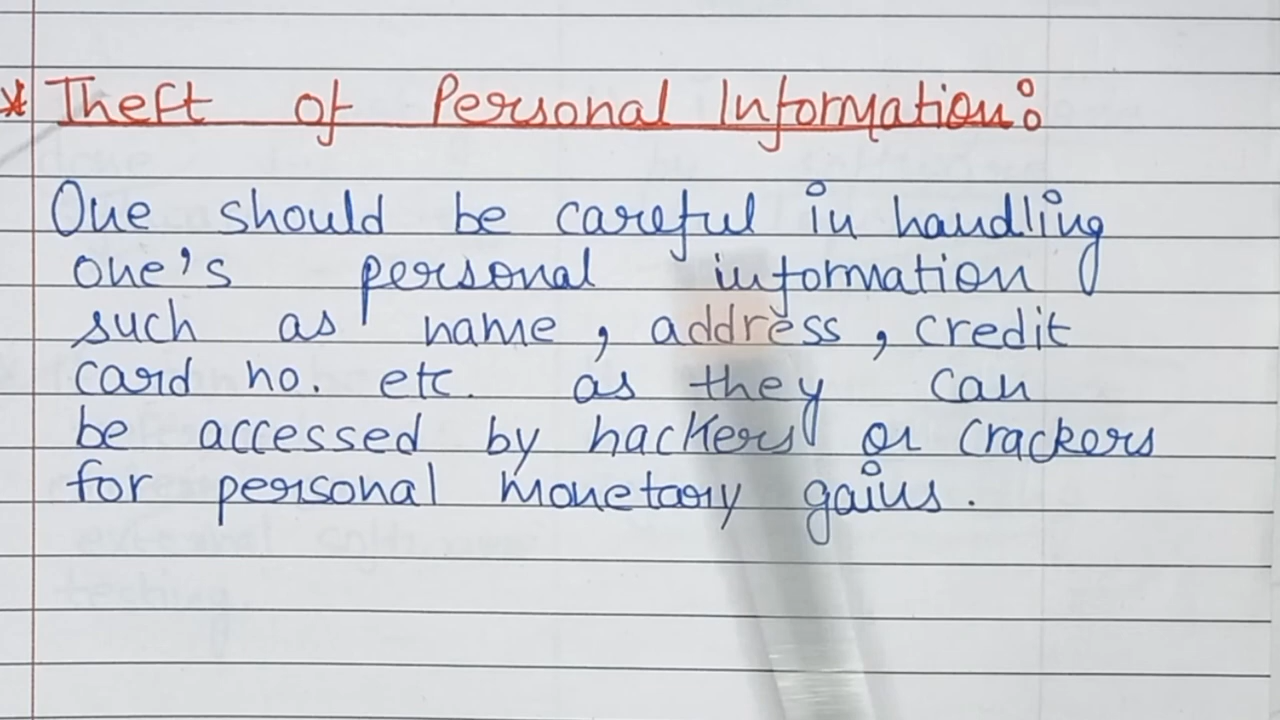 * Theft of Personal Information:
One should be careful in handling
one's personal information
such as name, address, credit
card no. etc. as they can
be accessed by hackers or crackers
for personal monetary gains.